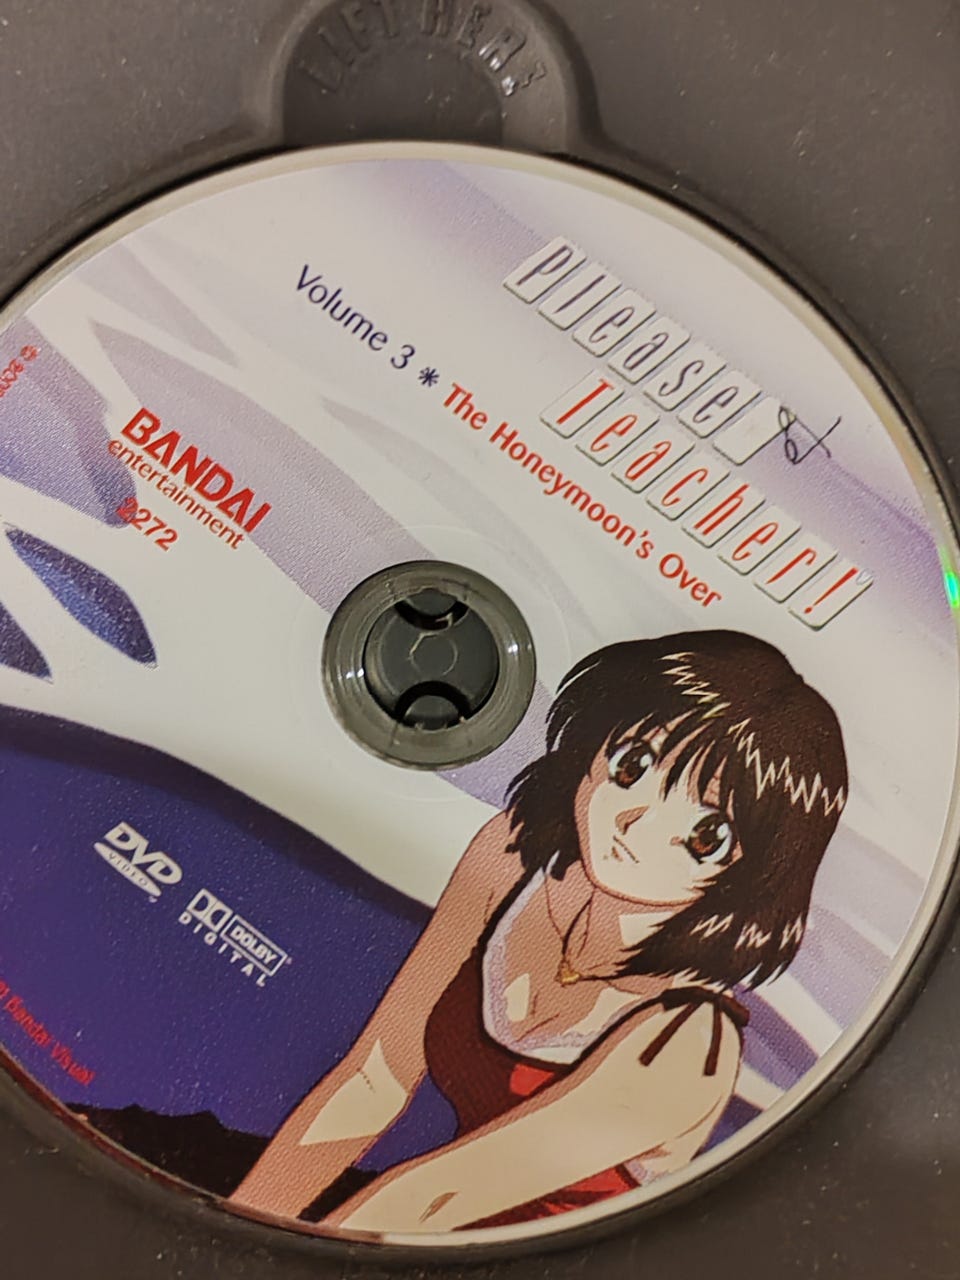 LIFT HERE
Please
Teacher!
Volume 3 * The Honeymoon's Over
BANDAI
entertainment
2272
DVD
VIDEO
DOLBY
DIGITAL
Bandai Visual